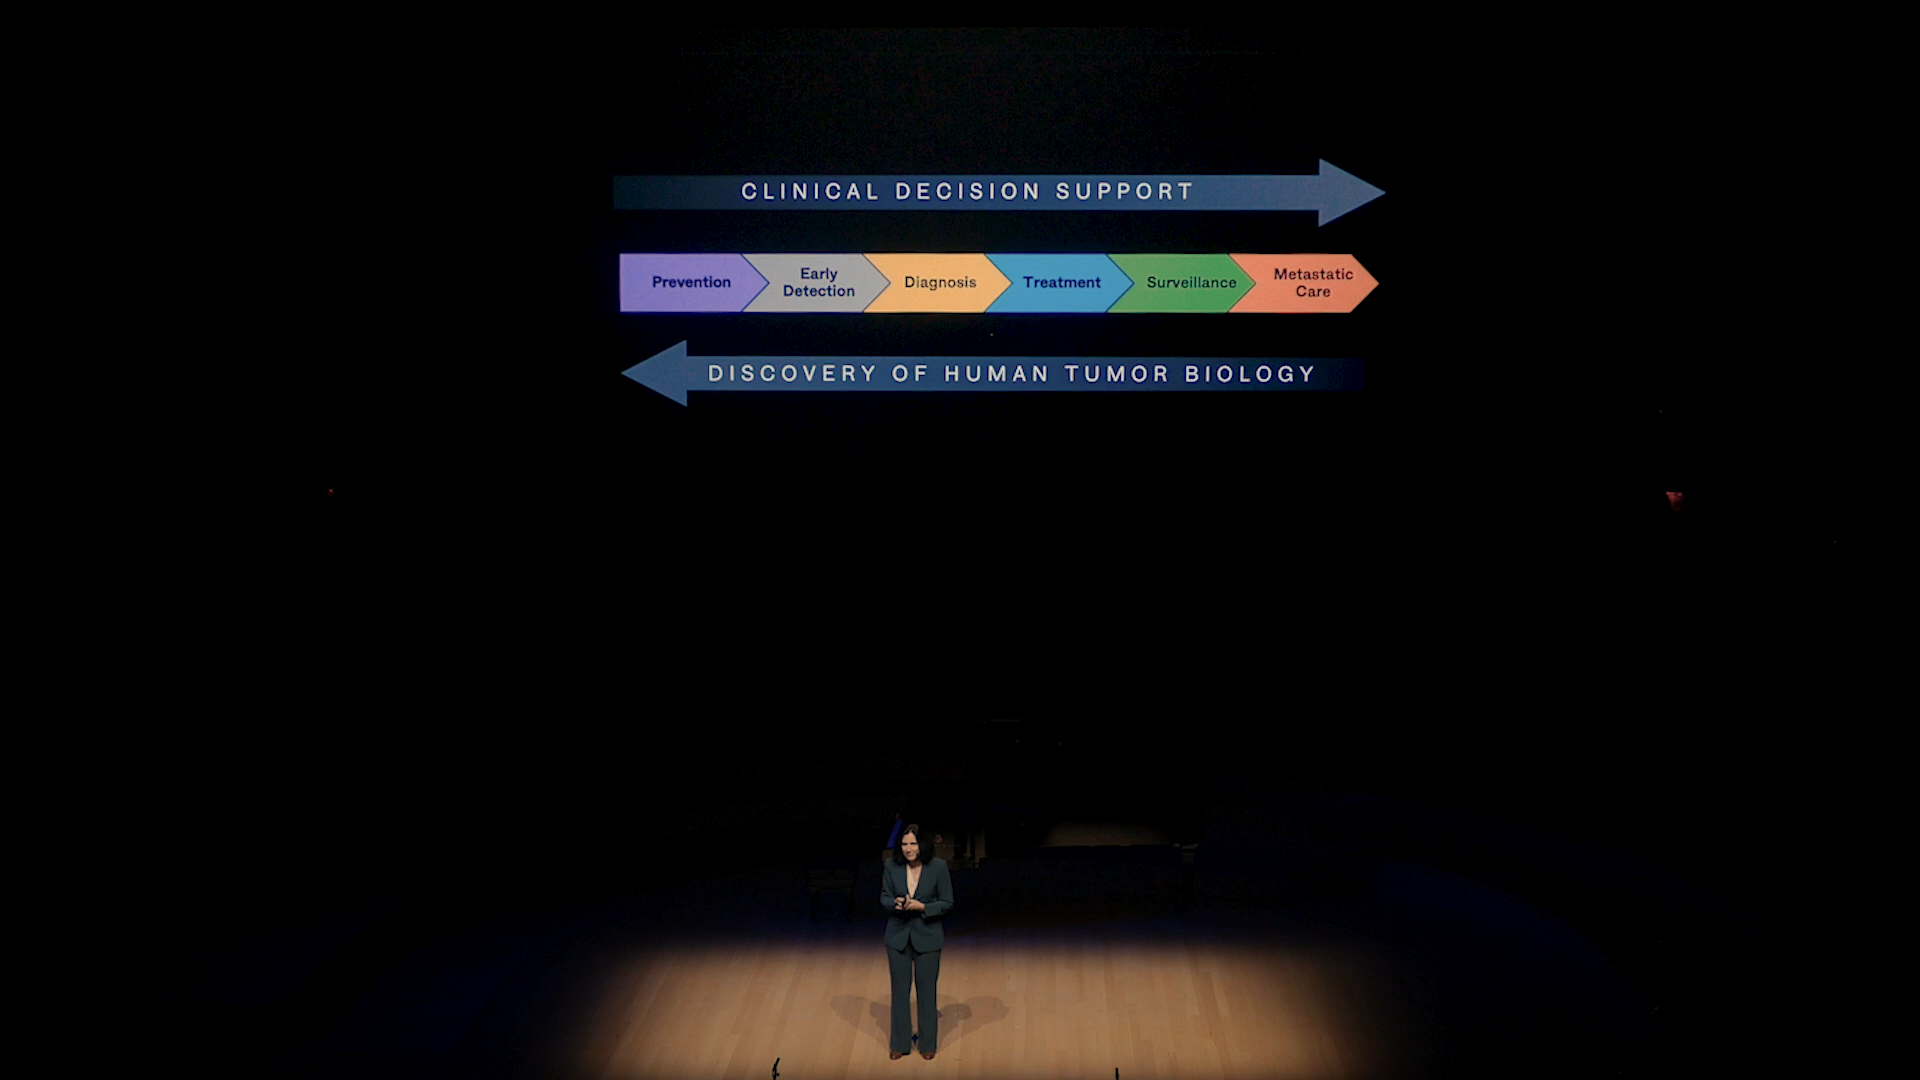 CLINICAL DECISION SUPPORT
Prevention
Early
Detection
Diagnosis
Treatment
Surveillance
Metastatic
Care
DISCOVERY OF HUMAN TUMOR BIOLOGY